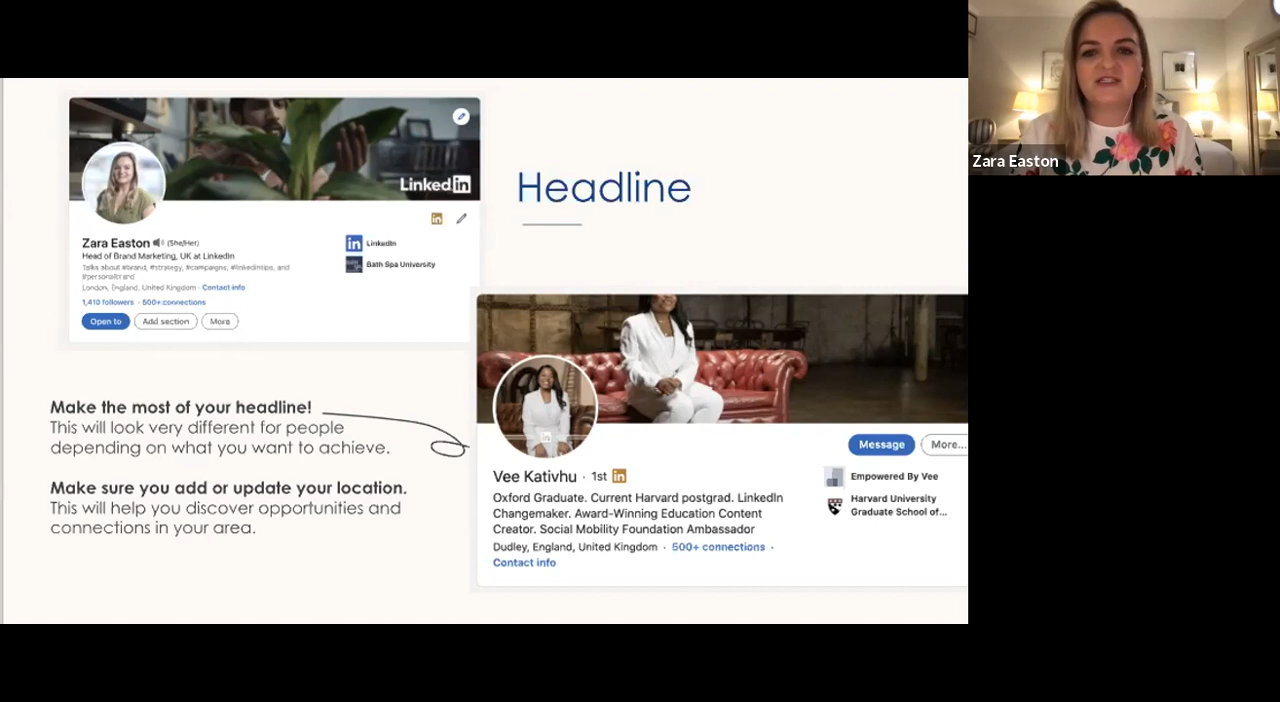 Zara Easton
Linked in
Zara Easton (She/Her)
Head of Brand Marketing, UK at LinkedIn
Talks about #brand, #strategy, #campaigns, #linkedintips, and
#personalbrand
London, England, United Kingdom · Contact info
1,410 followers · 500+ connections
Open to
Add section
More
in
LinkedIn
Bath Spa University
Headline
Make the most of your headline!
This will look very different for people
depending on what you want to achieve.
Make sure you add or update your location.
This will help you discover opportunities and
connections in your area.
Message
More...
Vee Kativhu · 1st in
Oxford Graduate. Current Harvard postgrad. LinkedIn
Changemaker. Award-Winning Education Content
Creator. Social Mobility Foundation Ambassador
Dudley, England, United Kingdom · 500+ connections ·
Contact info
Empowered By Vee
Harvard University
Graduate School of...